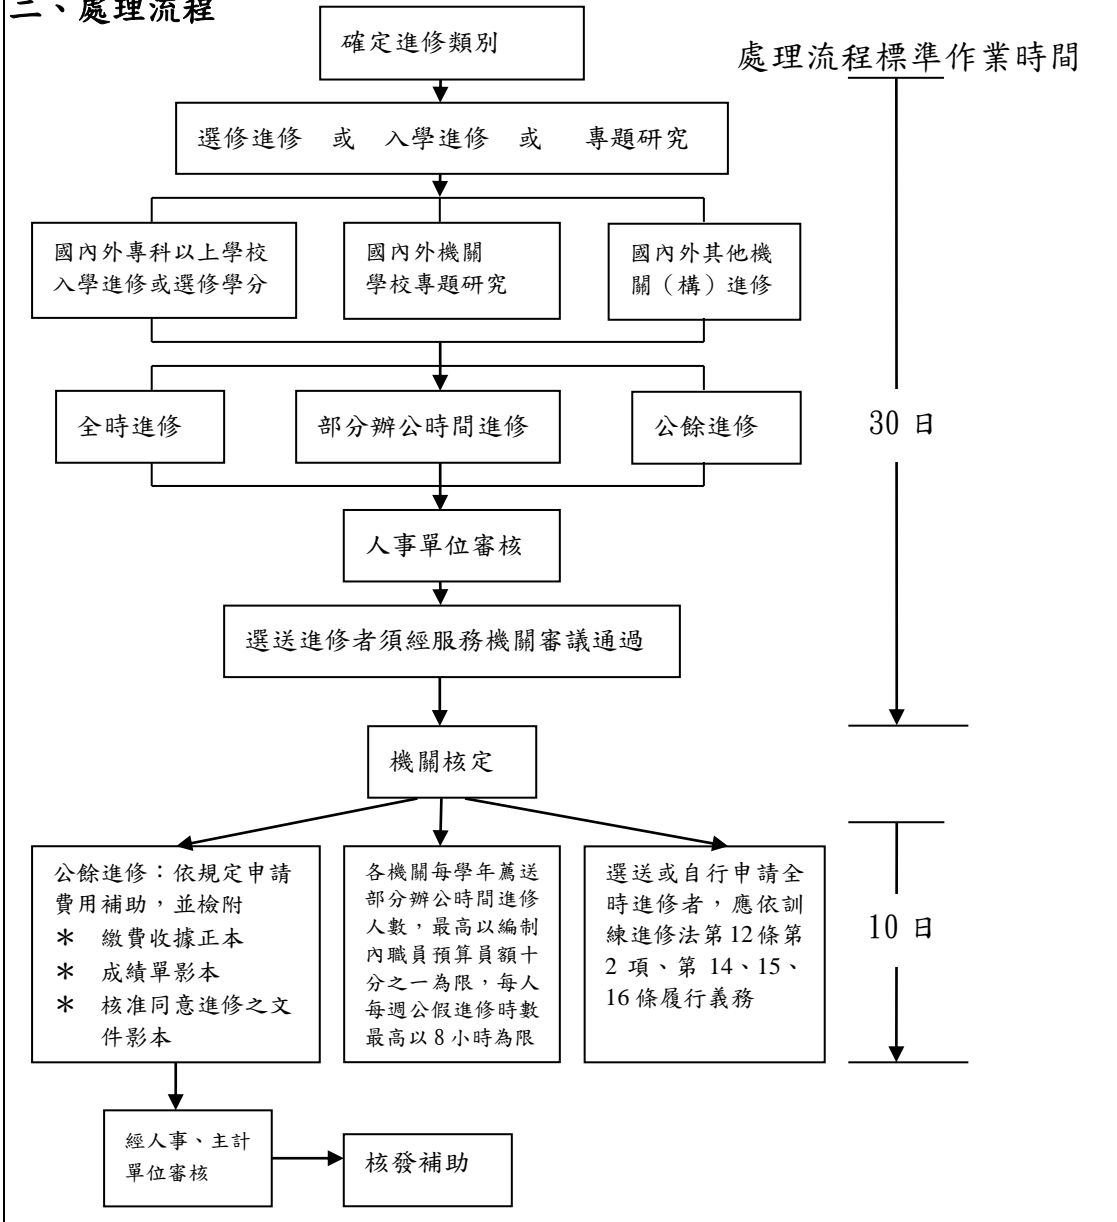 三、處理流程
確定進修類別
處理流程標準作業時間
選修進修 或 入學進修 或 專題研究
國內外專科以上學校
入學進修或選修學分
國內外機關
學校專題研究
國內外其他機
關（構）進修
全時進修
部分辦公時間進修
公餘進修
30 日
人事單位審核
選送進修者須經服務機關審議通過
機關核定
公餘進修：依規定申請
費用補助，並檢附
＊ 繳費收據正本
＊ 成績單影本
＊ 核准同意進修之文
件影本
各機關每學年薦送
部分辦公時間進修
人數，最高以編制
內職員預算員額十
分之一為限，每人
每週公假進修時數
最高以 8 小時為限
選送或自行申請全
時進修者，應依訓
練進修法第 12 條第
2 項、第 14、15、
16 條履行義務
10 日
經人事、主計
單位審核
核發補助